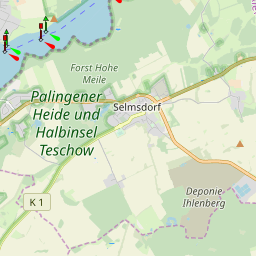 Forst Hohe
Meile
Palingener
Heide und
Halbinsel
Teschow
Selmsdorf
Deponie
Ihlenberg
K 1